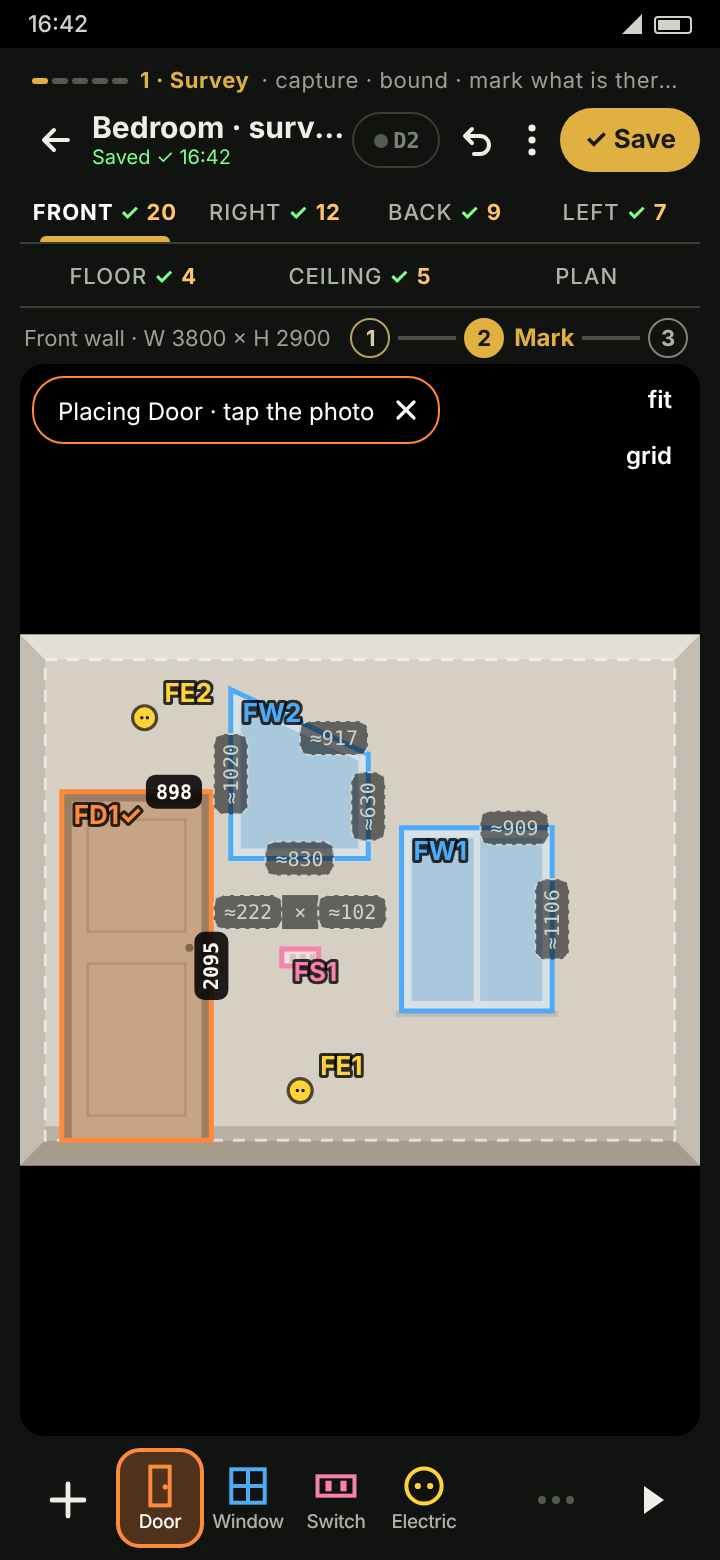 16:42
1 · Survey · capture · bound · mark what is ther…
Bedroom · surv…
Saved ✓ 16:42
D2
✓ Save
FRONT ✓ 20
RIGHT ✓ 12
BACK ✓ 9
LEFT ✓ 7
FLOOR ✓ 4
CEILING ✓ 5
PLAN
Front wall · W 3800 × H 2900
1
2 Mark
3
Placing Door · tap the photo ✕
fit
grid
FE2
FW2
≈917
≈1020
898
FD1✓
≈630
≈909
FW1
≈830
≈222 × ≈102
≈1106
2095
FS1
FE1
Door
Window
Switch
Electric